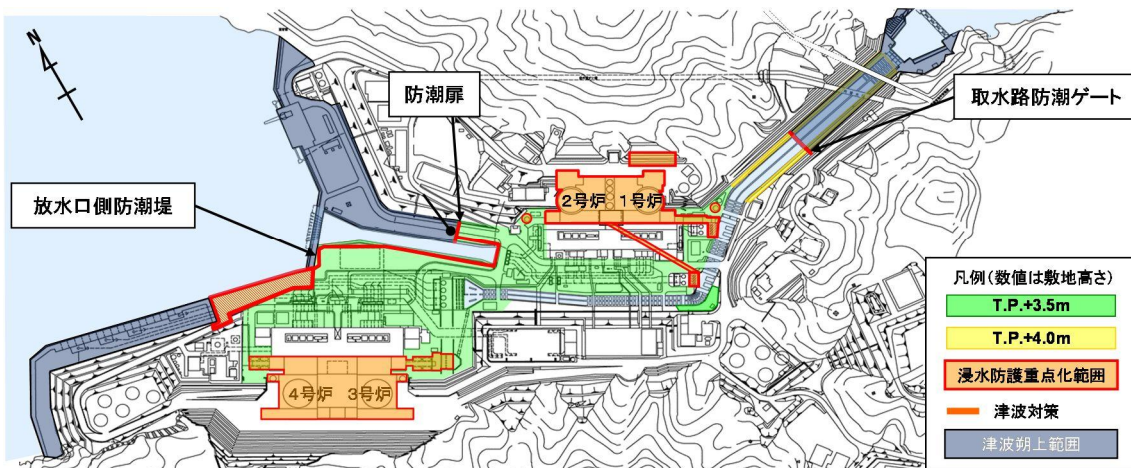 N
防潮扉
取水路防潮ゲート
放水口側防潮堤
2号炉
1号炉
4号炉
3号炉
凡例(数値は敷地高さ)
T.P.+3.5m
T.P.+4.0m
浸水防護重点化範囲
津波対策
津波朔上範囲